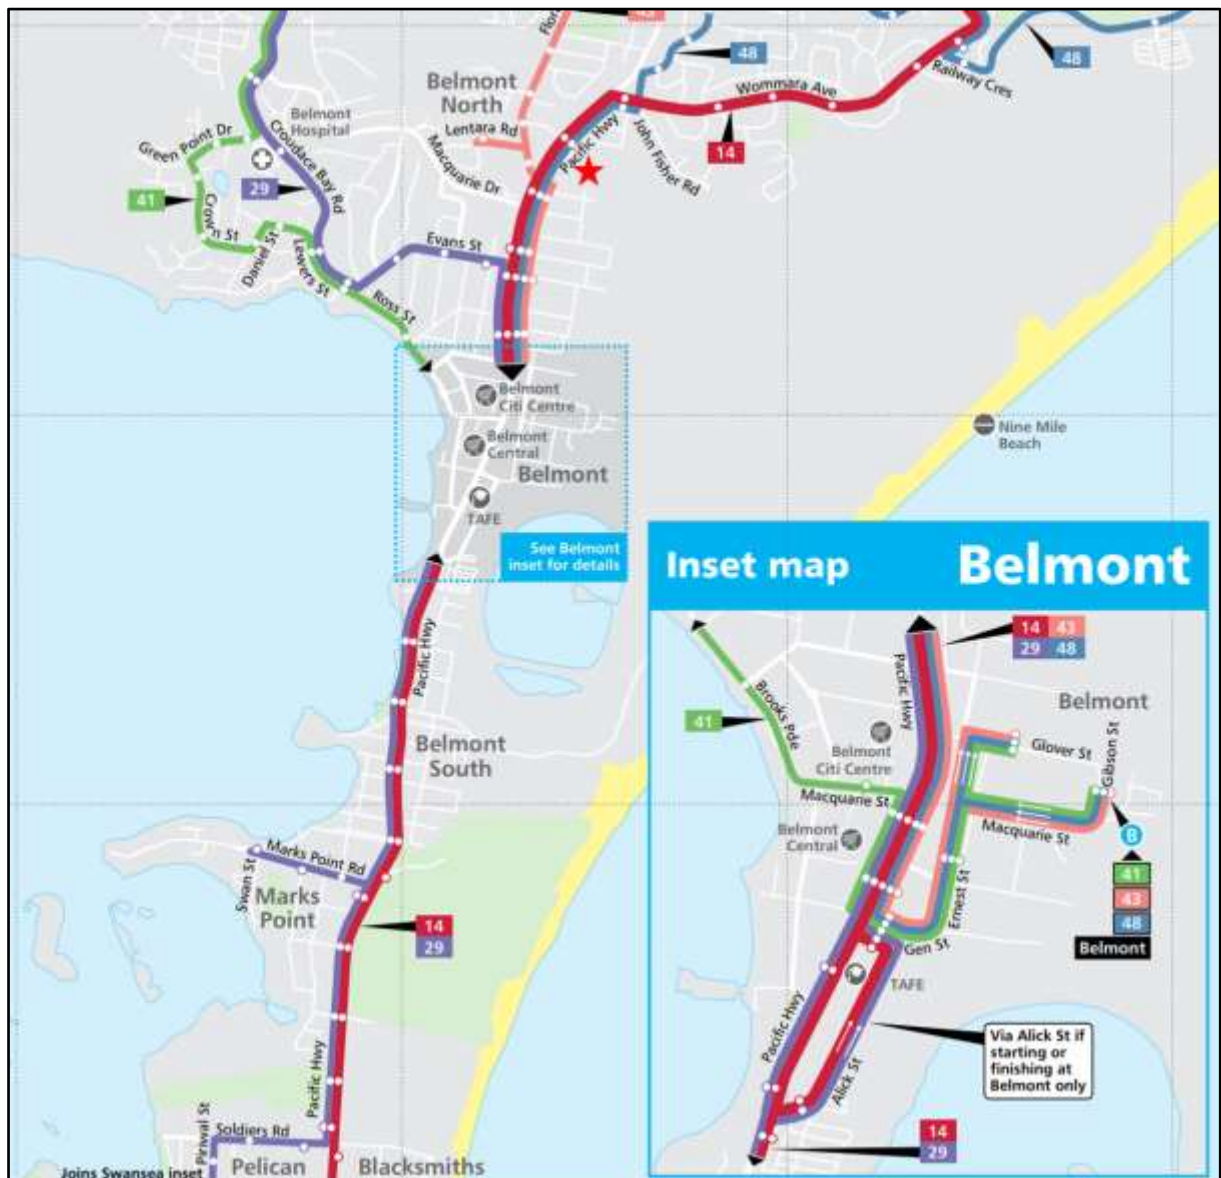 43
Flor
48
48
Railway Cres
Wommara Ave
Belmont
North
Belmont
Hospital
Lentara Rd
Green Point Dr
Croudace Bay Rd
Pacific Hwy
John Fisher Rd
14
Macquarie Dr
29
41
Crown St
Evans St
Daniel St
Lewers St
Ross St
Belmont
Citi Centre
Belmont
Central
Nine Mile
Beach
Belmont
TAFE
See Belmont
inset for details
Pacific Hwy
Belmont
South
Marks Point Rd
Swan St
Marks
Point
14
29
Pacific Hwy
Piriwal St
Soldiers Rd
Joins Swansea inset
Pelican
Blacksmiths
Inset map
Belmont
14 43
29 48
Pacific Hwy
Belmont
Brooks Pde
41
Glover St
Gibson St
Belmont
Citi Centre
Macquarie St
Macquarie St
Belmont
Central
B
41
43
48
Belmont
Ernest St
Gen St
TAFE
Pacific Hwy
Via Alick St if
starting or
finishing at
Belmont only
Alick St
14
29